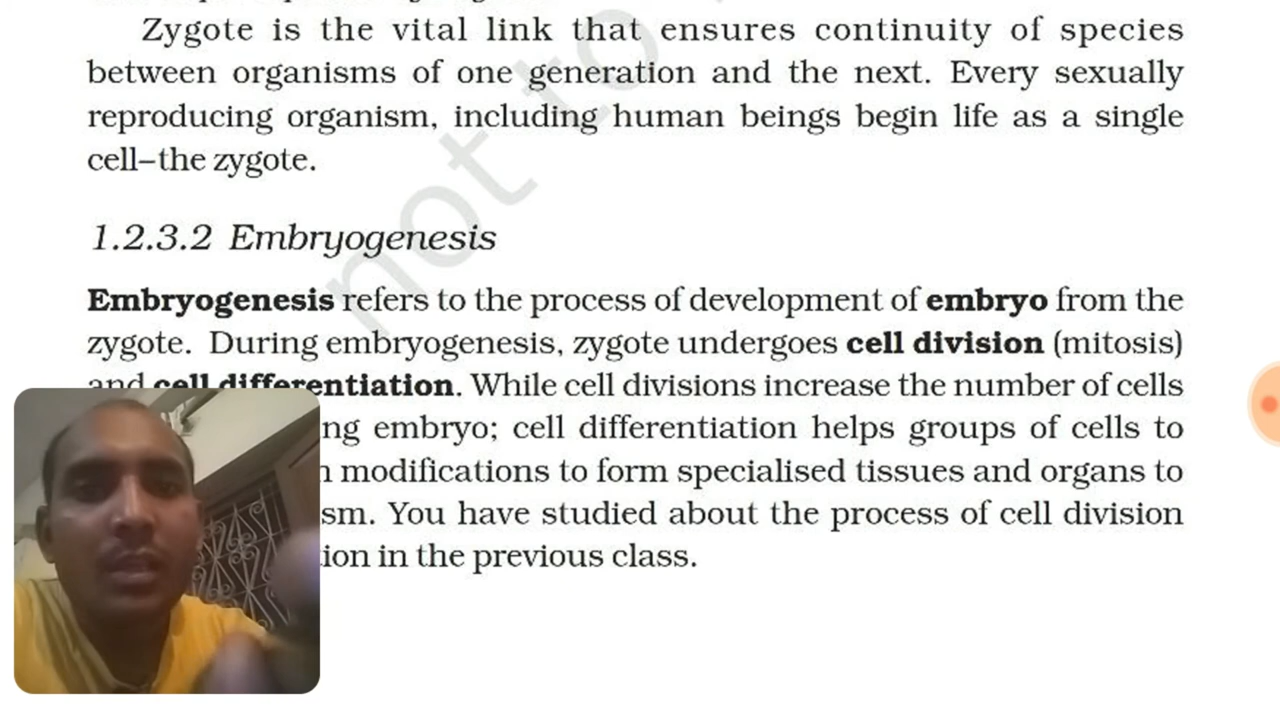 Zygote is the vital link that ensures continuity of species
between organisms of one generation and the next. Every sexually
reproducing organism, including human beings begin life as a single
cell–the zygote.
1.2.3.2 Embryogenesis
Embryogenesis refers to the process of development of embryo from the
zygote. During embryogenesis, zygote undergoes cell division (mitosis)
and cell differentiation. While cell divisions increase the number of cells
ng embryo; cell differentiation helps groups of cells to
modifications to form specialised tissues and organs to
sm. You have studied about the process of cell division
ion in the previous class.
not to